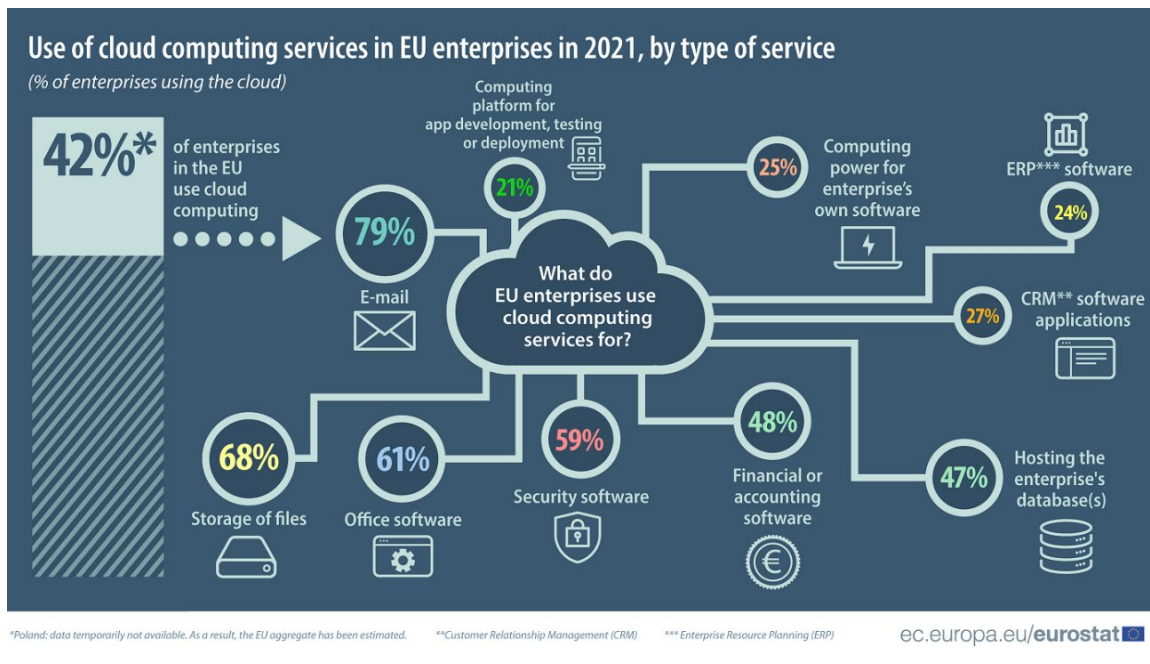 Use of cloud computing services in EU enterprises in 2021, by type of service
(% of enterprises using the cloud)
42%*
of enterprises
in the EU
use cloud
computing
79%
E-mail
Computing
platform for
app development, testing
or deployment
21%
25%
Computing
power for
enterprise's
own software
ERP*** software
24%
What do
EU enterprises use
cloud computing
services for?
27%
CRM** software
applications
68%
Storage of files
61%
Office software
59%
Security software
48%
Financial or
accounting
software
€
47%
Hosting the
enterprise's
database(s)
*Poland: data temporarily not available. As a result, the EU aggregate has been estimated.
**Customer Relationship Management (CRM)
*** Enterprise Resource Planning (ERP)
ec.europa.eu/eurostat